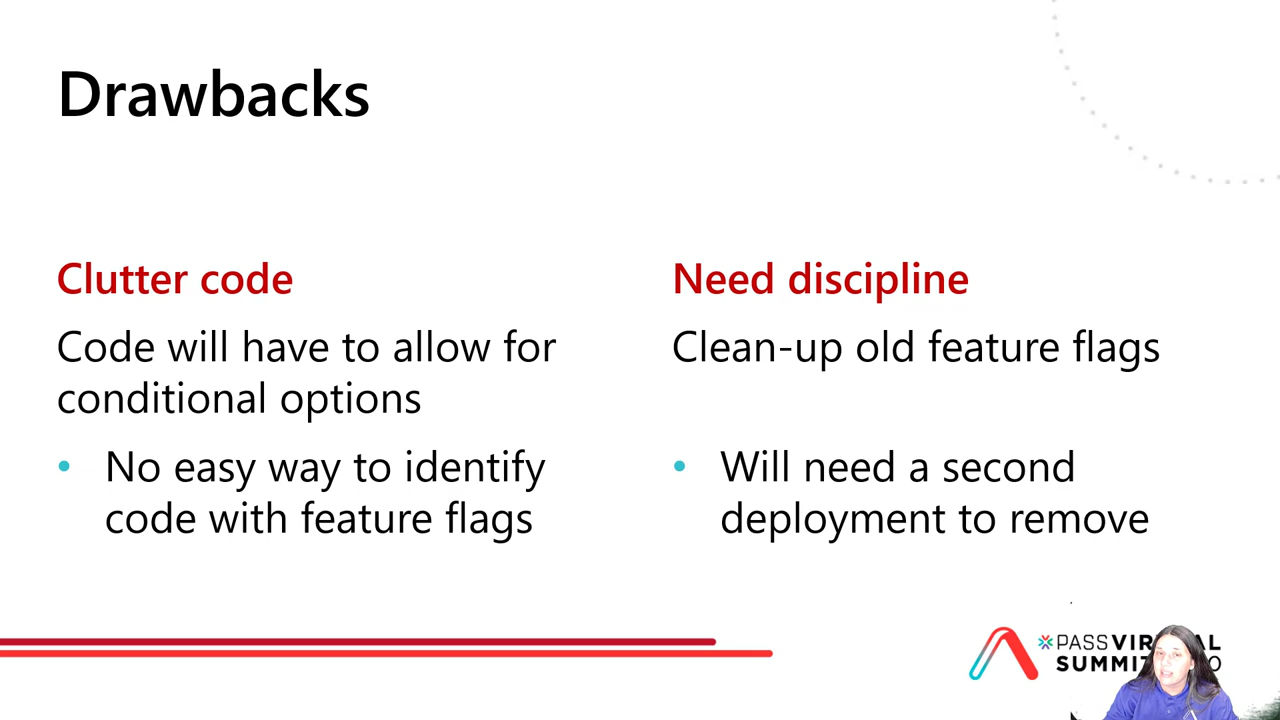 Drawbacks
Clutter code
Code will have to allow for
conditional options
• No easy way to identify
code with feature flags
Need discipline
Clean-up old feature flags
• Will need a second
deployment to remove
PASS
SUMMIT